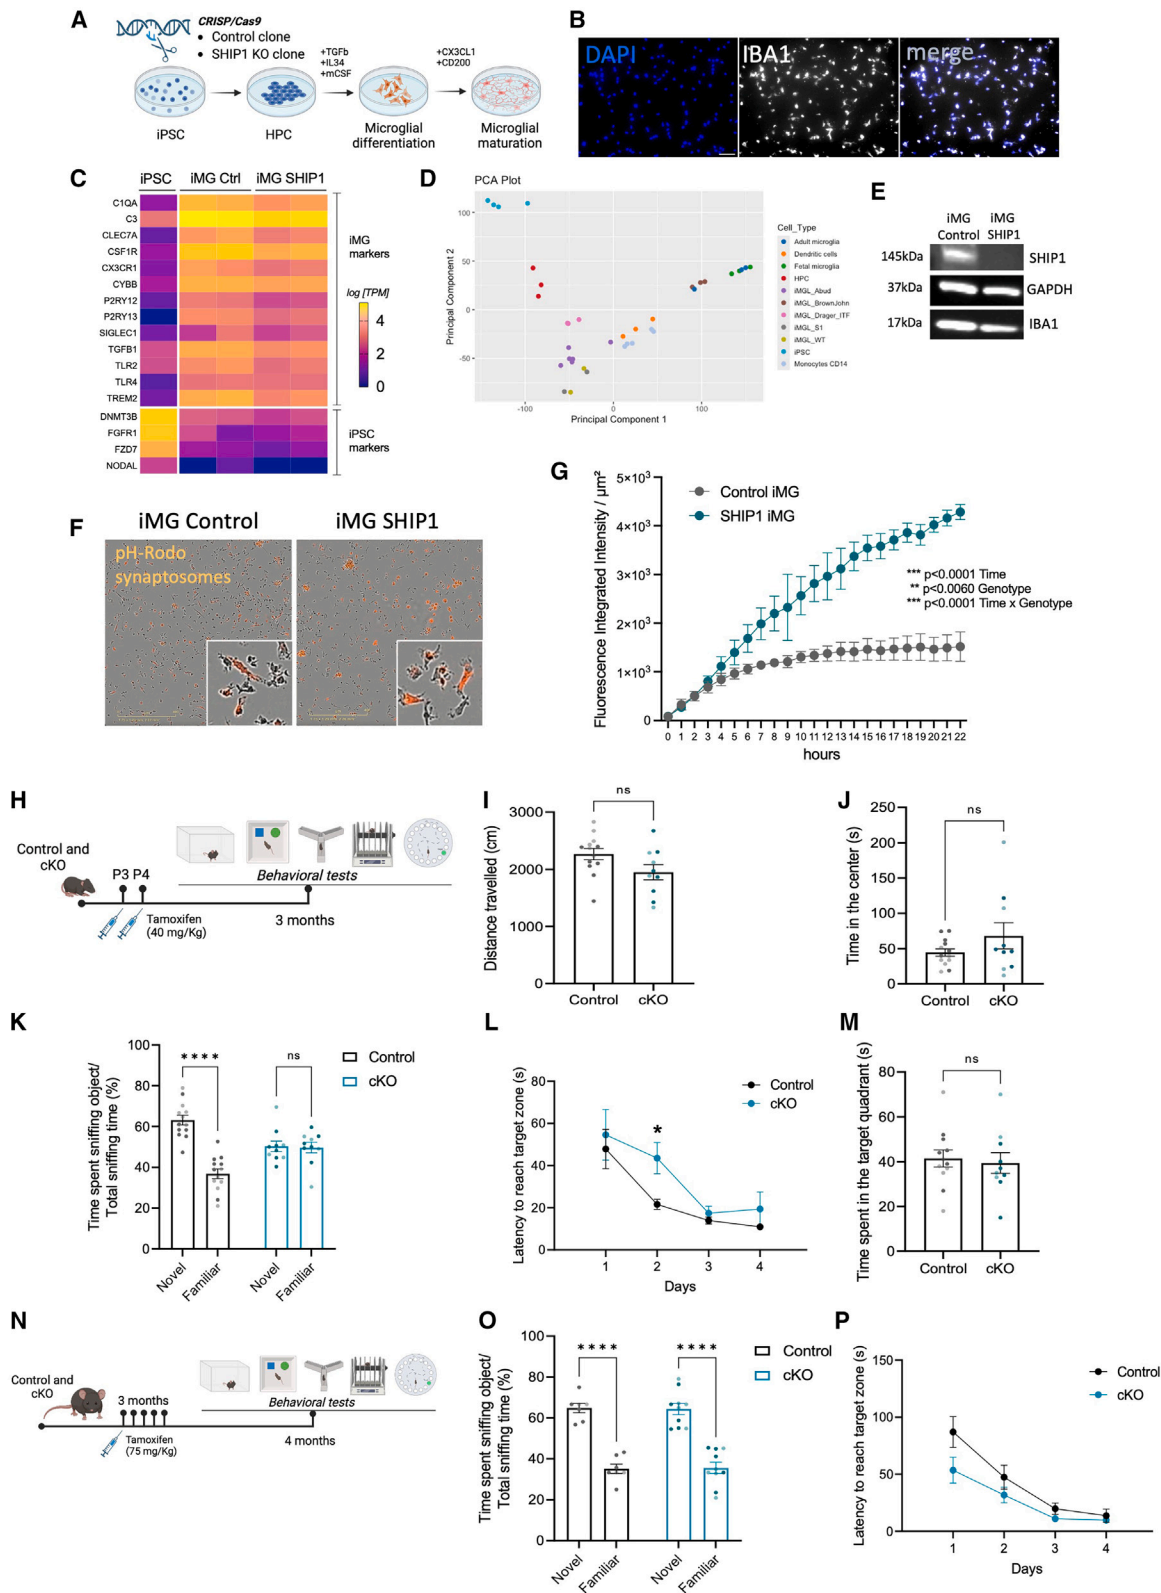 A
CRISP/Cas9
• Control clone
• SHIP1 KO clone
+TGFb
+IL34
+mCSF
+CX3CL1
+CD200
iPSC
HPC
Microglial
differentiation
Microglial
maturation
B
DAPI
IBA1
merge
C
iPSC
iMG Ctrl
iMG SHIP1
C1QA
C3
CLEC7A
CSF1R
CX3CR1
CYBB
P2RY12
P2RY13
SIGLEC1
TGFB1
TLR2
TLR4
TREM2
DNMT3B
FGFR1
FZD7
NODAL
iMG
markers
iPSC
markers
log [TPM]
4
2
0
D
PCA Plot
Principal Component 2
100
50
0
-50
-100
0
100
Principal Component 1
Cell_Type
Adult microglia
Dendritic cells
Fetal microglia
HPC
iMGL_Abud
iMGL_BrownJohn
iMGL_Drager_ITF
iMGL_S1
iMGL_WT
iPSC
Monocytes CD14
E
iMG
Control
iMG
SHIP1
145kDa
SHIP1
37kDa
GAPDH
17kDa
IBA1
F
iMG Control
iMG SHIP1
pH-Rodo
synaptosomes
G
Fluorescence Integrated Intensity / µm²
5×10³
4×10³
3×10³
2×10³
1×10³
0
Control iMG
SHIP1 iMG
*** p<0.0001 Time
** p<0.0060 Genotype
*** p<0.0001 Time x Genotype
0 1 2 3 4 5 6 7 8 9 10 11 12 13 14 15 16 17 18 19 20 21 22
hours
H
Control and
cKO
P3 P4
Tamoxifen
(40 mg/Kg)
Behavioral tests
3 months
I
Distance travelled (cm)
3000
2000
1000
0
ns
Control
cKO
J
Time in the center (s)
250
200
150
100
50
0
ns
Control
cKO
K
Time spent sniffing object/
Total sniffing time (%)
100
80
60
40
20
0
****
ns
Control
cKO
Novel
Familiar
Novel
Familiar
L
Latency to reach target zone (s)
80
60
40
20
0
*
Control
cKO
1 2 3 4
Days
M
Time spent in the target quadrant (s)
100
80
60
40
20
0
ns
Control
cKO
N
Control and
cKO
3 months
Tamoxifen
(75 mg/Kg)
Behavioral tests
4 months
O
Time spent sniffing object/
Total sniffing time (%)
100
80
60
40
20
0
****
****
Control
cKO
Novel
Familiar
Novel
Familiar
P
Latency to reach target zone (s)
150
100
50
0
Control
cKO
1 2 3 4
Days